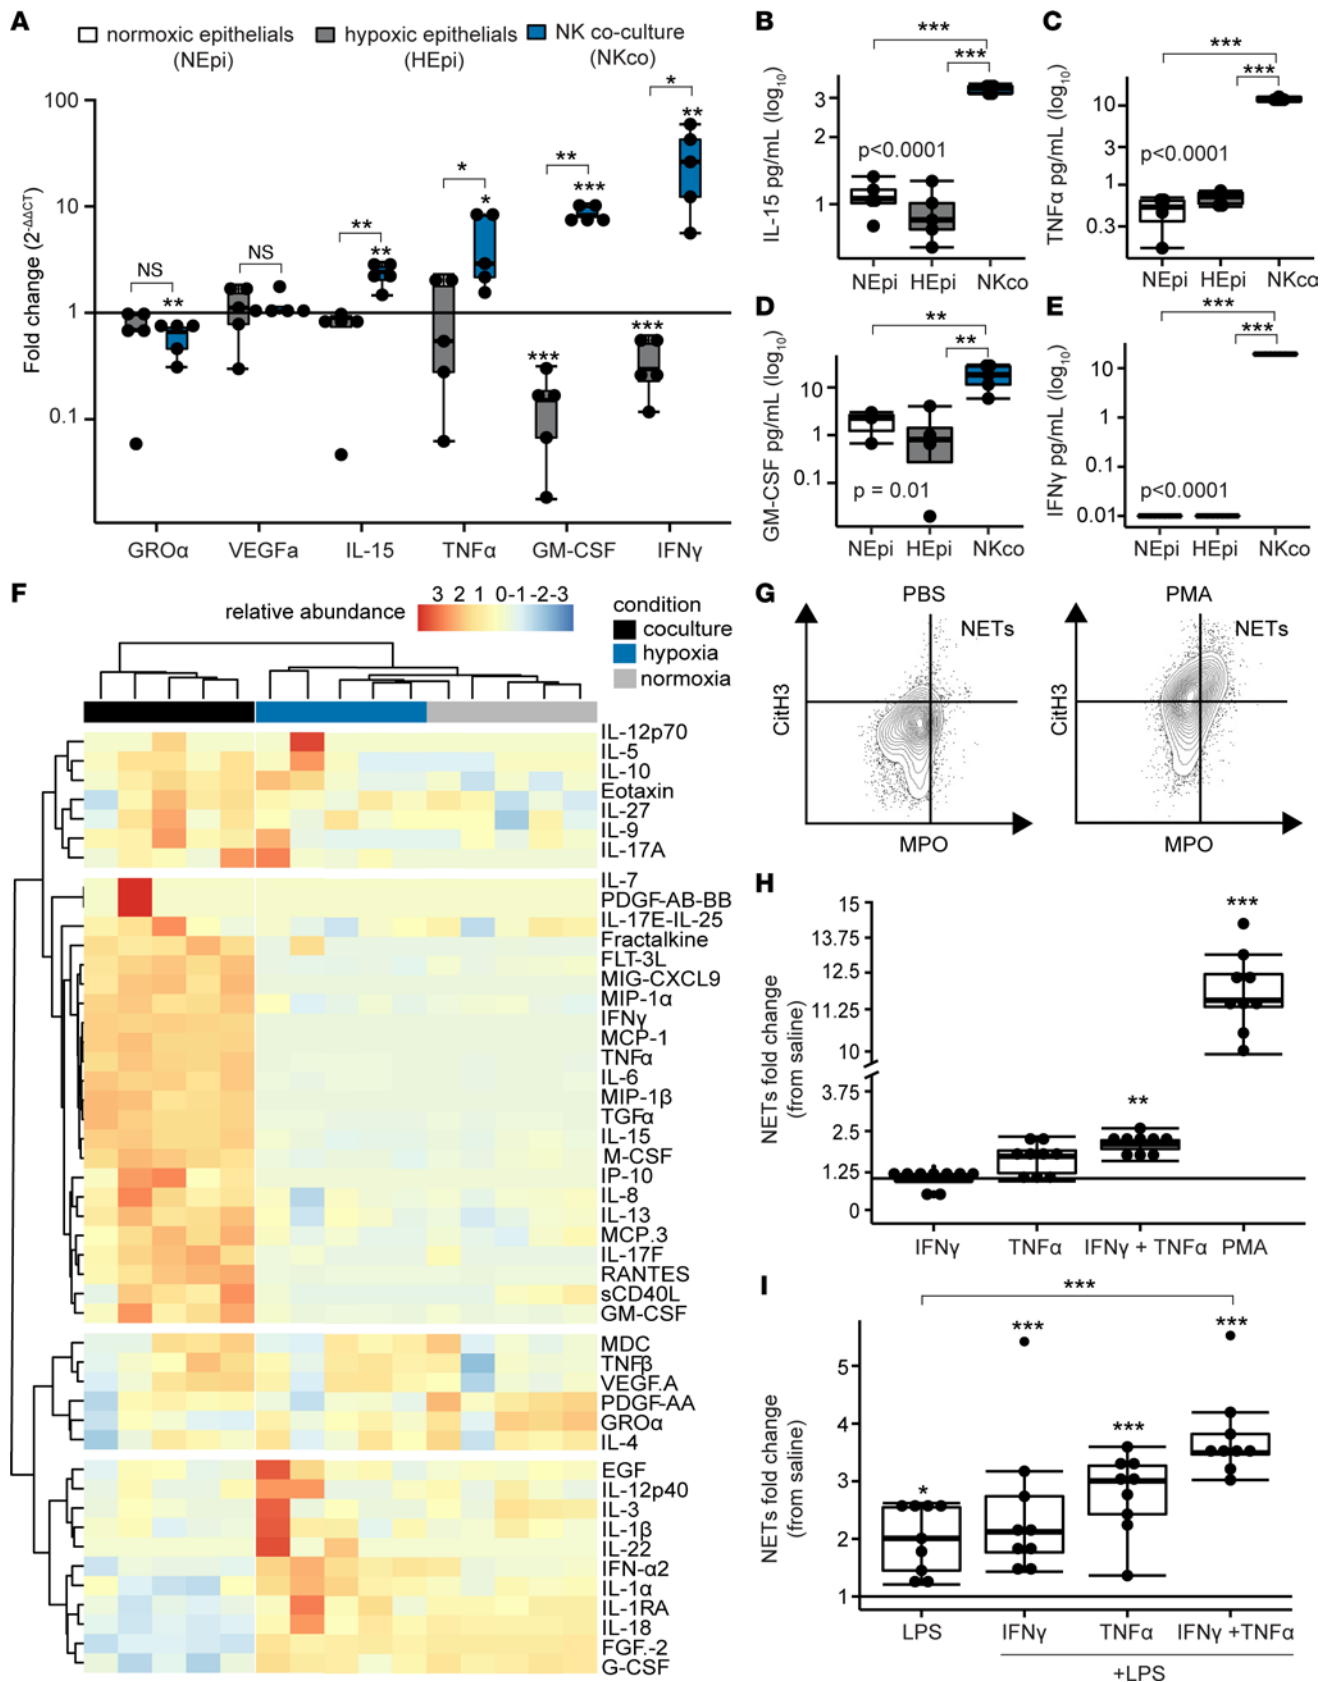 A
normoxic epithelials
(NEpi)
hypoxic epithelials
(HEpi)
NK co-culture
(NKco)
Fold change (2-ΔΔCT)
100
10
1
0.1
NS
**
NS
**
**
*
*
**
***
***
*
**
***
GROα
VEGFa
IL-15
TNFα
GM-CSF
IFNγ
B
IL-15 pg/mL (log10)
3
2
1
***
***
p<0.0001
NEpi
HEpi
NKco
C
TNFα pg/mL (log10)
10
3
1
0.3
***
***
p<0.0001
NEpi
HEpi
NKco
D
GM-CSF pg/mL (log10)
10
1
0.1
**
**
p = 0.01
NEpi
HEpi
NKco
E
IFNγ pg/mL (log10)
10
1
0.1
0.01
***
***
p<0.0001
NEpi
HEpi
NKco
F
relative abundance
3 2 1 0-1-2-3
condition
coculture
hypoxia
normoxia
IL-12p70
IL-5
IL-10
Eotaxin
IL-27
IL-9
IL-17A
IL-7
PDGF-AB-BB
IL-17E-IL-25
Fractalkine
FLT-3L
MIG-CXCL9
MIP-1α
IFNγ
MCP-1
TNFα
IL-6
MIP-1β
TGFα
IL-15
M-CSF
IP-10
IL-8
IL-13
MCP.3
IL-17F
RANTES
sCD40L
GM-CSF
MDC
TNFβ
VEGF.A
PDGF-AA
GROα
IL-4
EGF
IL-12p40
IL-3
IL-1β
IL-22
IFN-α2
IL-1α
IL-1RA
IL-18
FGF.-2
G-CSF
G
PBS
NETs
CitH3
MPO
PMA
NETs
CitH3
MPO
H
NETs fold change
(from saline)
15
13.75
12.5
11.25
10
3.75
2.5
1.25
0
**
***
IFNγ
TNFα
IFNγ + TNFα
PMA
I
NETs fold change
(from saline)
5
4
3
2
1
***
*
***
***
***
LPS
IFNγ
TNFα
IFNγ +TNFα
+LPS